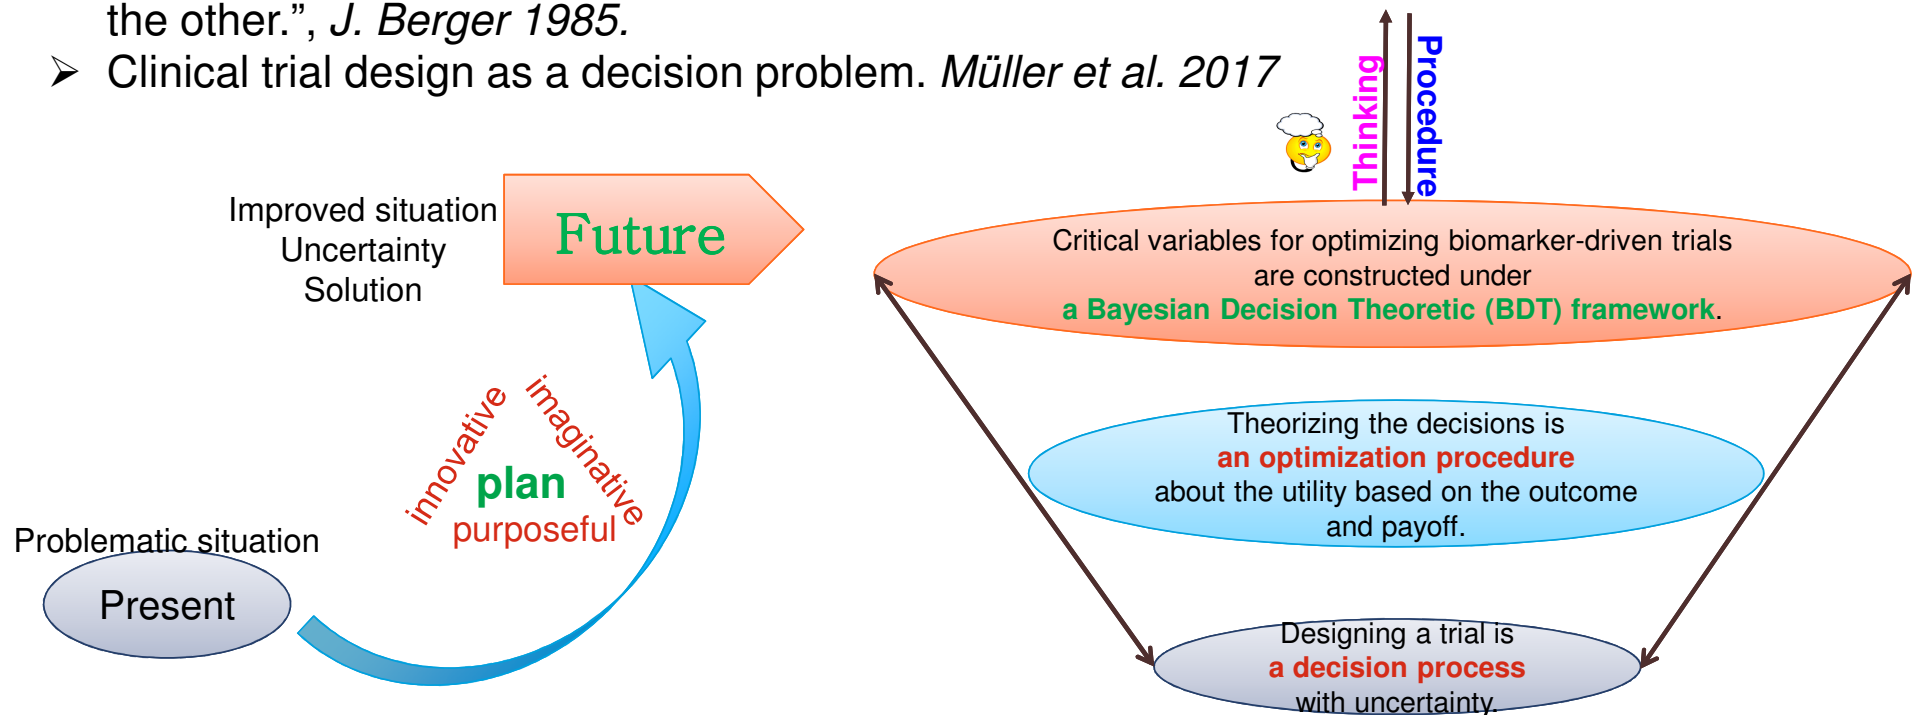 the other.”, J. Berger 1985.
➢ Clinical trial design as a decision problem. Müller et al. 2017
Thinking
Procedure
Improved situation
Uncertainty
Solution
Future
innovative
imaginative
plan
purposeful
Problematic situation
Present
Critical variables for optimizing biomarker-driven trials
are constructed under
a Bayesian Decision Theoretic (BDT) framework.
Theorizing the decisions is
an optimization procedure
about the utility based on the outcome
and payoff.
Designing a trial is
a decision process
with uncertainty.